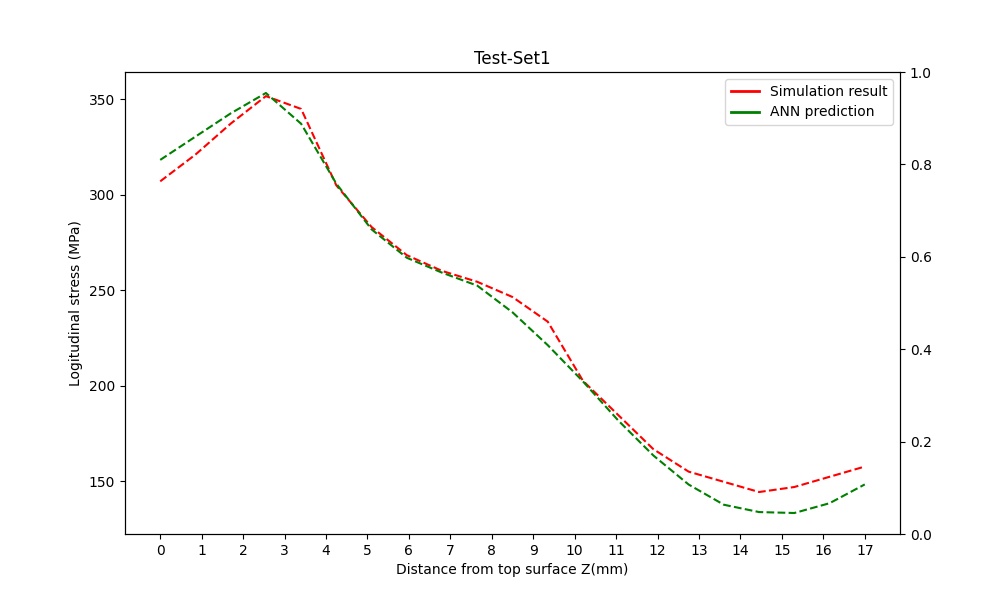 Test-Set1
Simulation result
ANN prediction
Logitudinal stress (MPa)
350
300
250
200
150
1.0
0.8
0.6
0.4
0.2
0.0
0 1 2 3 4 5 6 7 8 9 10 11 12 13 14 15 16 17
Distance from top surface Z(mm)